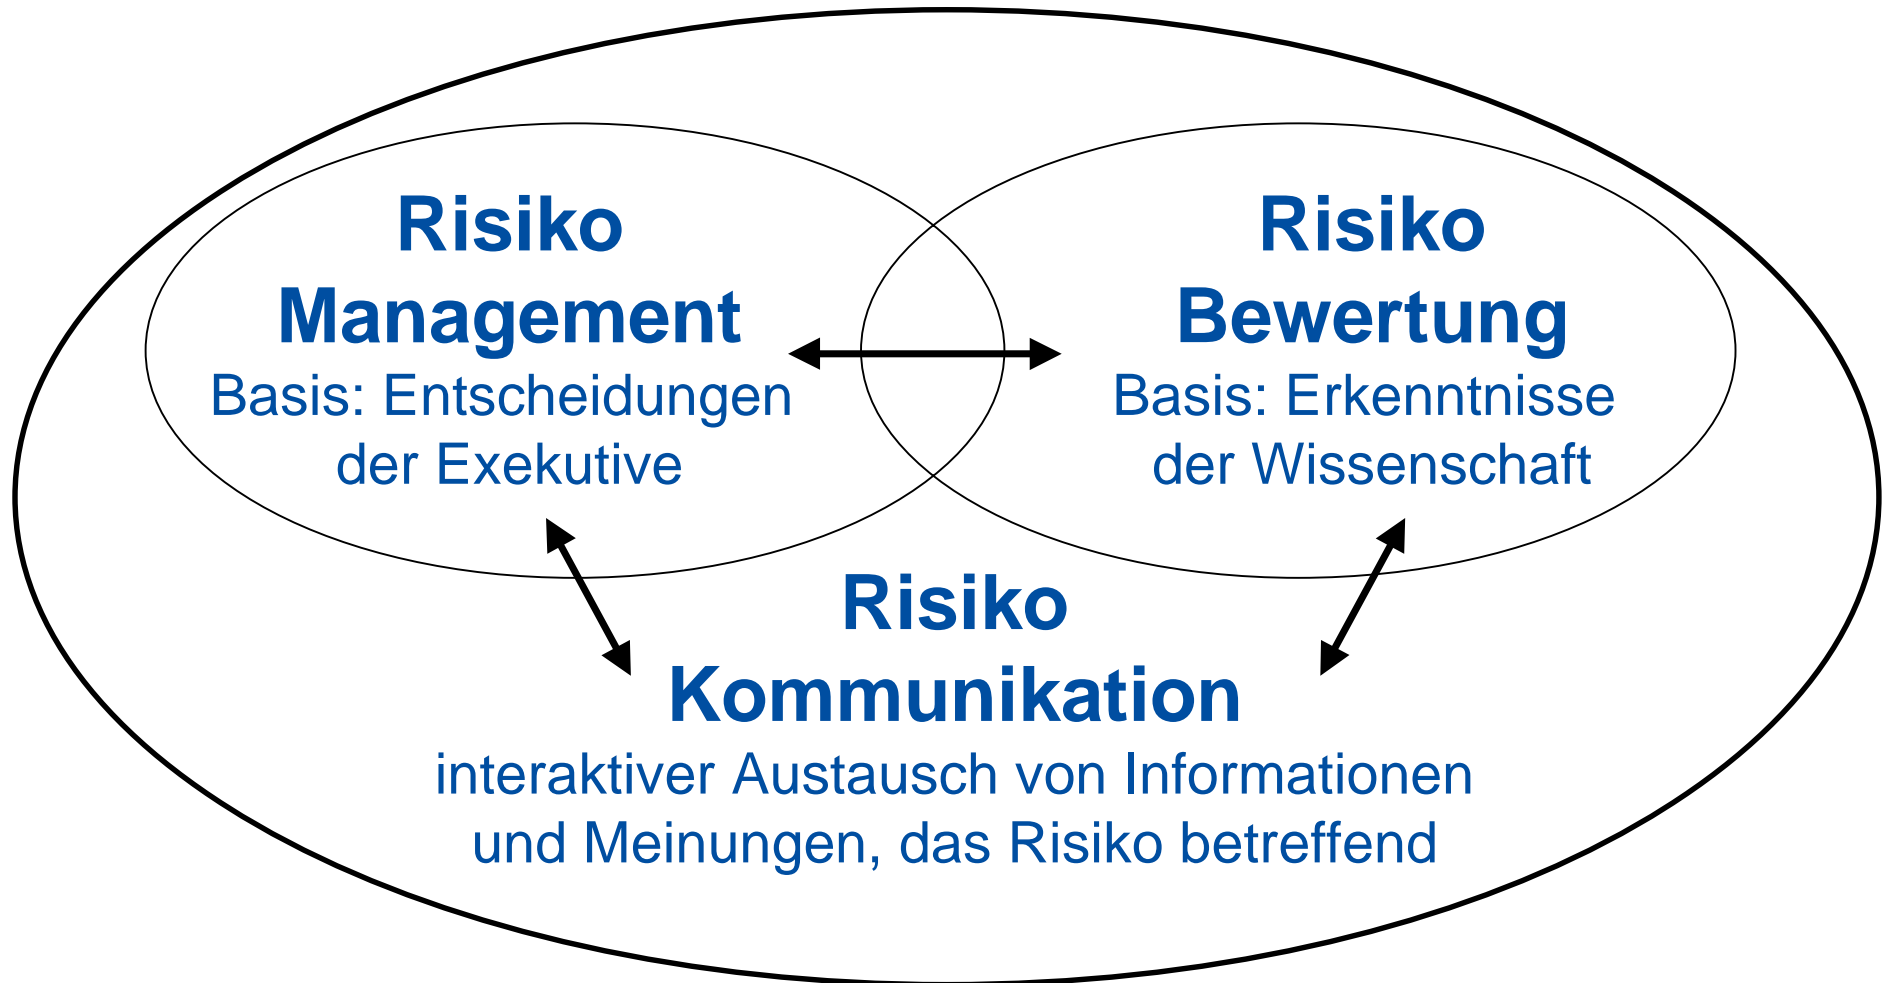 Risiko
Management
Basis: Entscheidungen
der Exekutive
Risiko
Bewertung
Basis: Erkenntnisse
der Wissenschaft
Risiko
Kommunikation
interaktiver Austausch von Informationen
und Meinungen, das Risiko betreffend